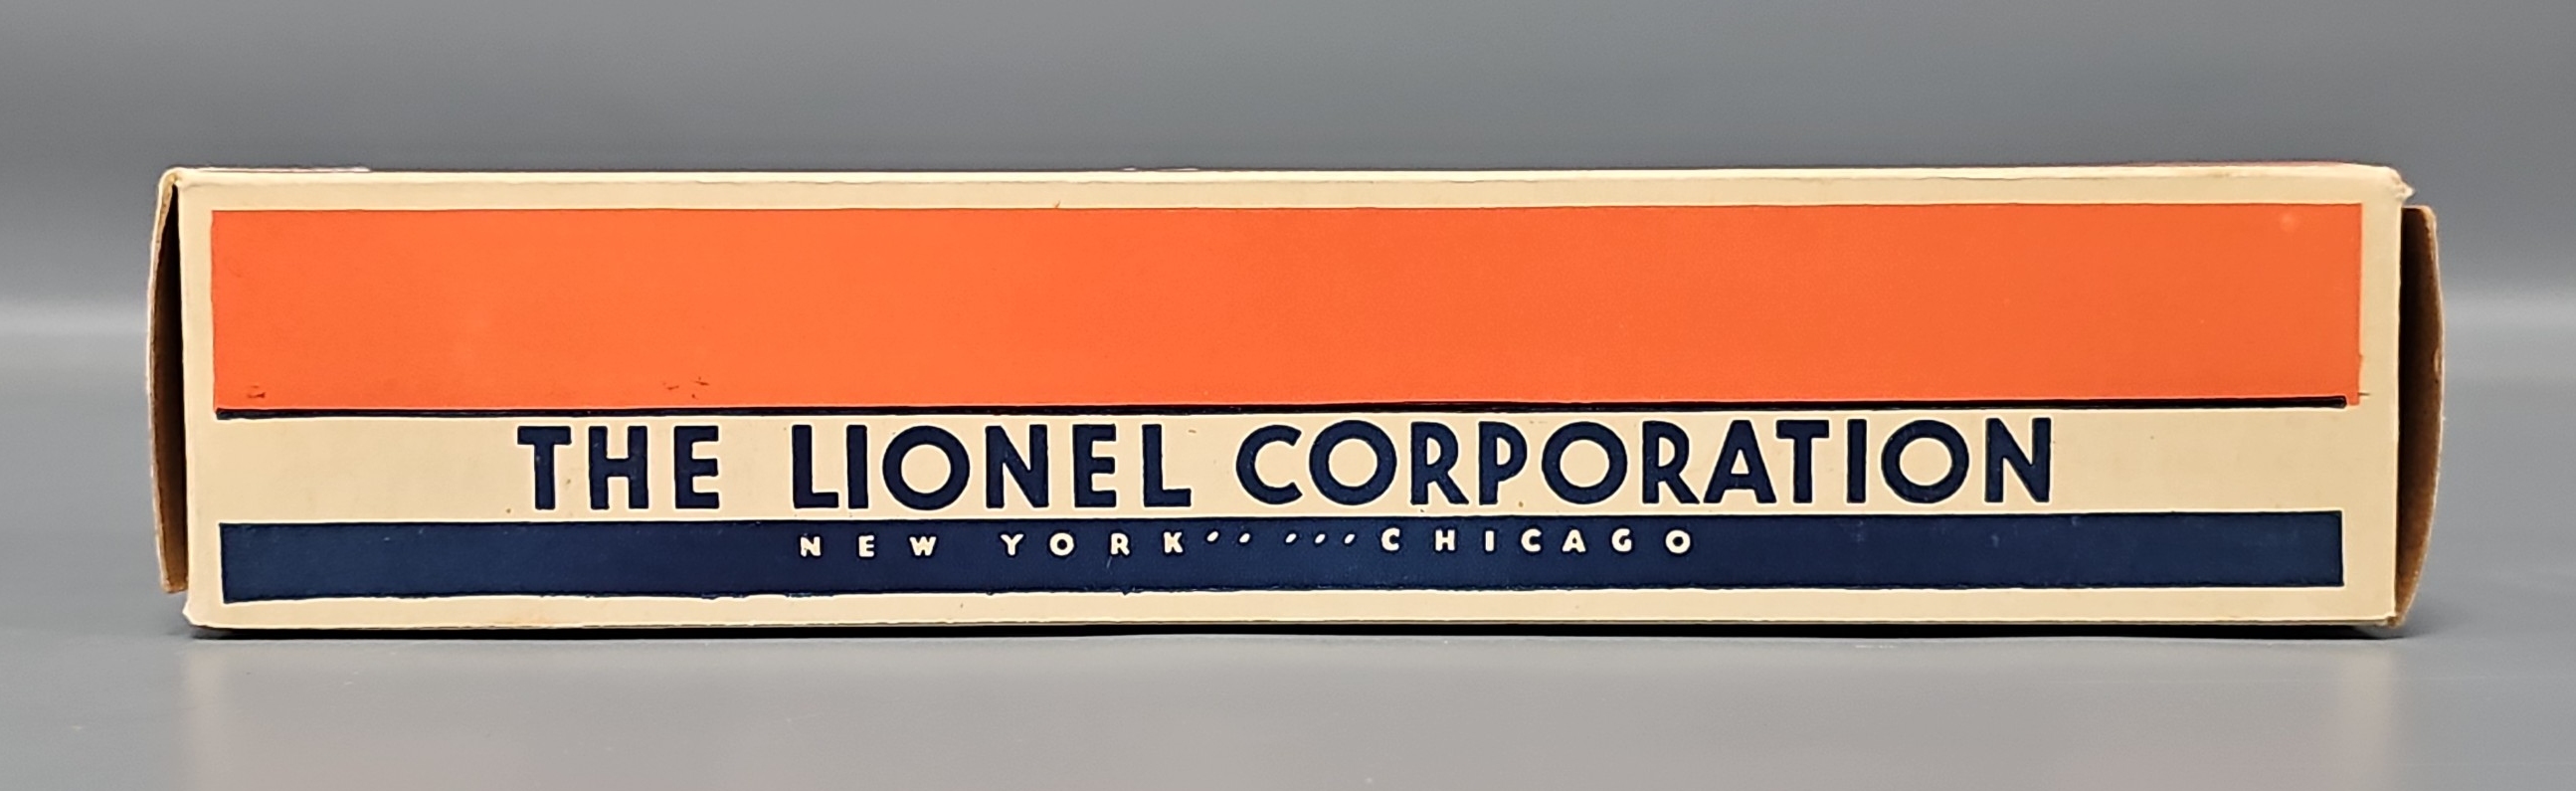 THE LIONEL CORPORATION
NEW YORK·· ···CHICAGO